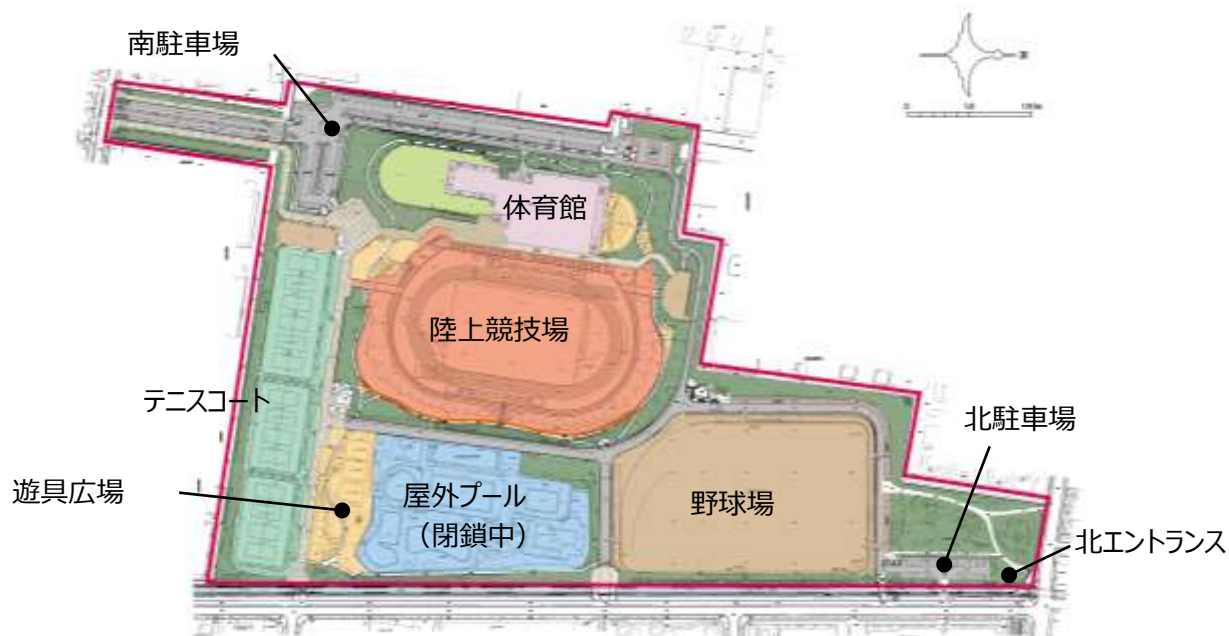 南駐車場
体育館
陸上競技場
テニスコート
北駐車場
遊具広場
屋外プール
（閉鎖中）
野球場
北エントランス